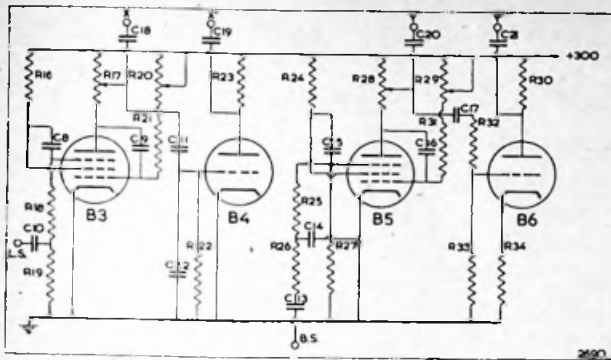 C18 C19 C20 C21
+300
R16 R17 R20 R23 R24 R28 R29 R30
C17
R21 R31 R32
C8 C9 C11 C15 C16
R18 R25
B3 B4 B5 B6
C10 C14
L.S. R19 C12 R22 R26 R27 R33 R34
C13
B.S.
2690